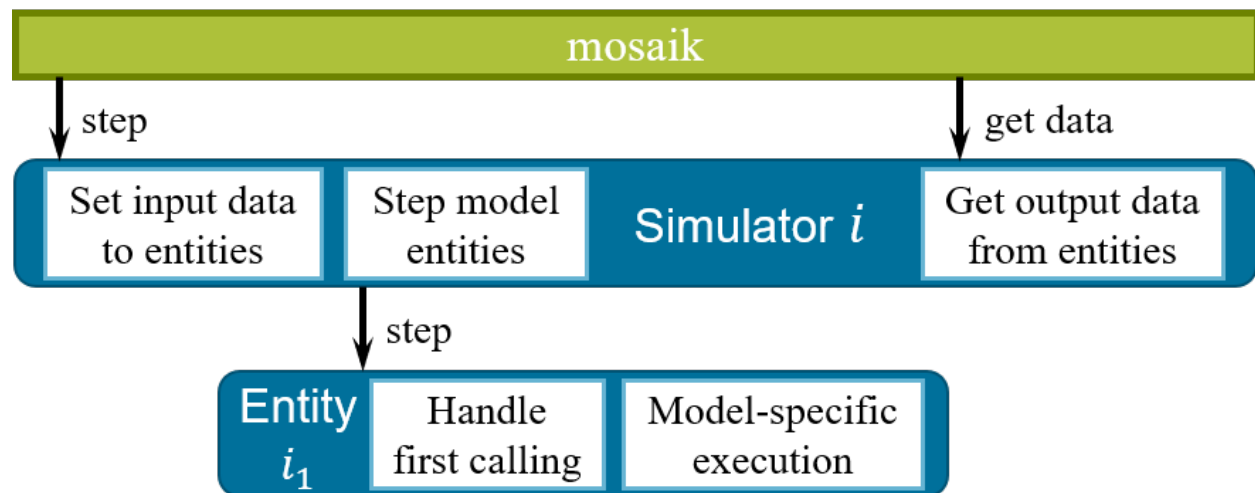 mosaik
step
get data
Set input data
to entities
Step model
entities
Simulator i
Get output data
from entities
step
Entity
i₁
Handle
first calling
Model-specific
execution